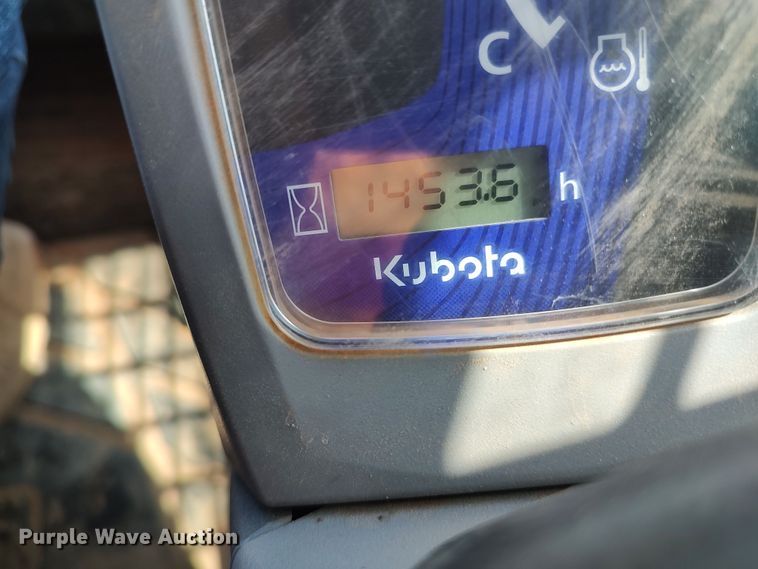 C
1453.6 h
Kubota
Purple Wave Auction